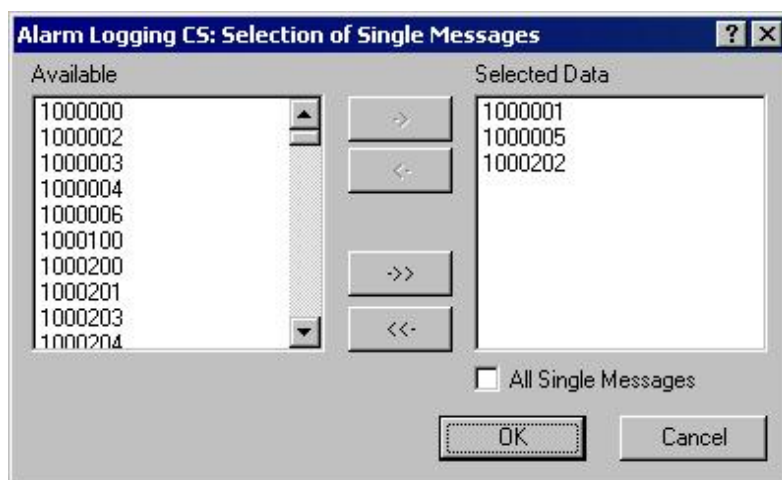 Alarm Logging CS: Selection of Single Messages
? X
Available
1000000
1000002
1000003
1000004
1000006
1000100
1000200
1000201
1000203
1000204
->
<-
->>
<<-
Selected Data
1000001
1000005
1000202
All Single Messages
OK
Cancel